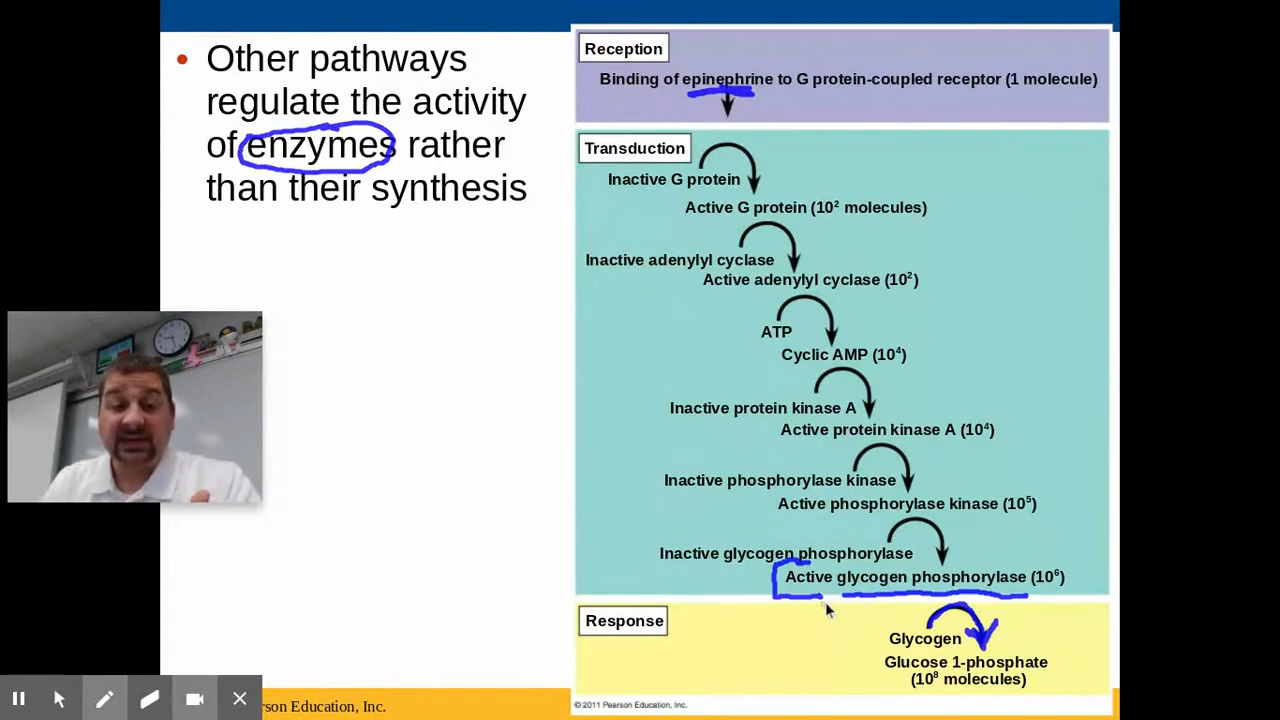 Other pathways
regulate the activity
of enzymes rather
than their synthesis
Reception
Binding of epinephrine to G protein-coupled receptor (1 molecule)
Transduction
Inactive G protein
Active G protein (10² molecules)
Inactive adenylyl cyclase
Active adenylyl cyclase (10²)
ATP
Cyclic AMP (10⁴)
Inactive protein kinase A
Active protein kinase A (10⁴)
Inactive phosphorylase kinase
Active phosphorylase kinase (10⁵)
Inactive glycogen phosphorylase
Active glycogen phosphorylase (10⁶)
Response
Glycogen
Glucose 1-phosphate
(10⁸ molecules)
© 2011 Pearson Education, Inc.
Education, Inc.